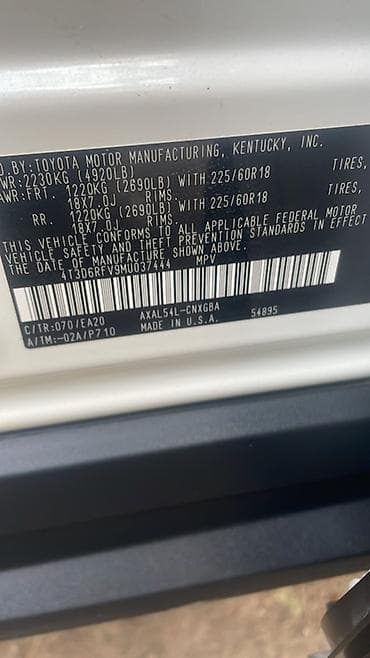 D.BY:TOYOTA MOTOR MANUFACTURING, KENTUCKY, INC.
WR:2230KG (4920LB)
AWR:FRT. 1220KG (2690LB) WITH 225/60R18 TIRES,
18X7.0J RIMS
RR. 1220KG (2690LB) WITH 225/60R18 TIRES,
18X7.0J RIMS
THIS VEHICLE CONFORMS TO ALL APPLICABLE FEDERAL MOTOR
VEHICLE SAFETY AND THEFT PREVENTION STANDARDS IN EFFECT
THE DATE OF MANUFACTURE SHOWN ABOVE.
4T3D6RFV9MU037444 MPV
C/TR:070/EA20 AXAL54L-CNXGBA 54895
A/TM:-02A/P710 MADE IN U.S.A.